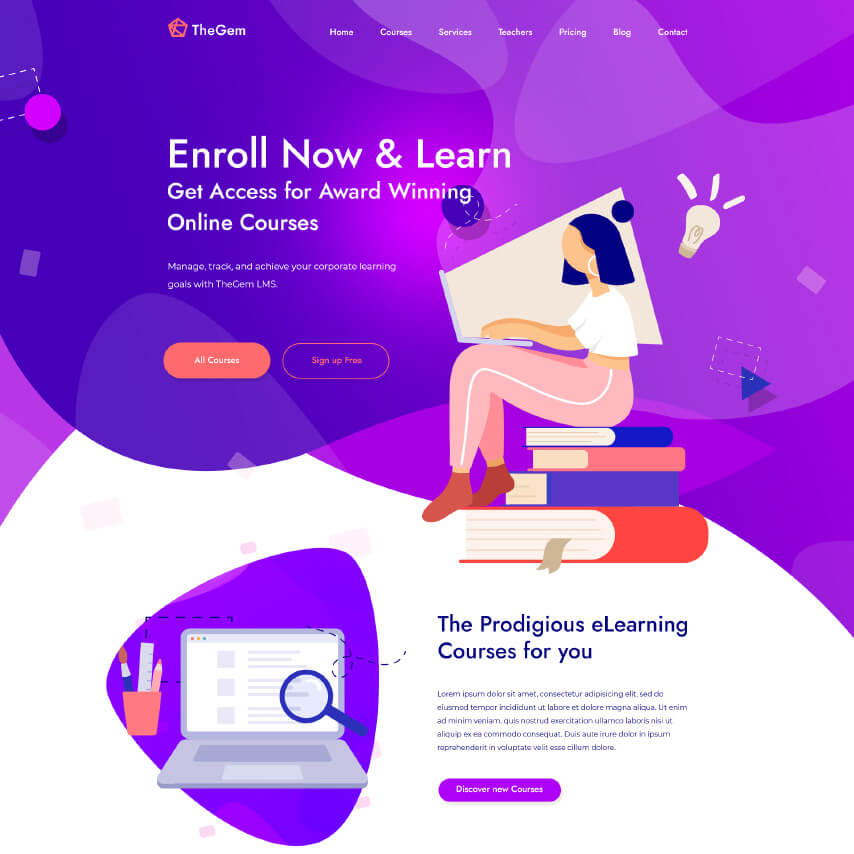 TheGem
Home Courses Services Teachers Pricing Blog Contact
Enroll Now & Learn
Get Access for Award Winning
Online Courses
Manage, track, and achieve your corporate learning
goals with TheGem LMS.
All Courses
Sign up Free
The Prodigious eLearning
Courses for you
Lorem ipsum dolor sit amet, consectetur adipisicing elit, sed do
eiusmod tempor incididunt ut labore et dolore magna aliqua. Ut enim
ad minim veniam, quis nostrud exercitation ullamco laboris nisi ut
aliquip ex ea commodo consequat. Duis aute irure dolor in ipsum
reprehenderit in voluptate velit esse cillum dolore.
Discover new Courses